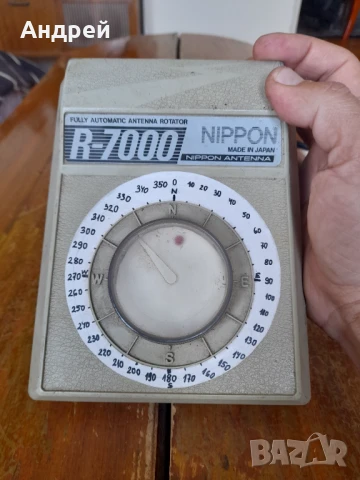 Андрей
FULLY AUTOMATIC ANTENNA ROTATOR
R-7000
NIPPON
MADE IN JAPAN
NIPPON ANTENNA
0 10 20 30 40 50 60 70 80 90 100 110 120 130 140 150 160 170 180 190 200 210 220 230 240 250 260 270 280 290 300 310 320 330 340 350
N
E
S
W
N
E
S
W
BAZAR
bg